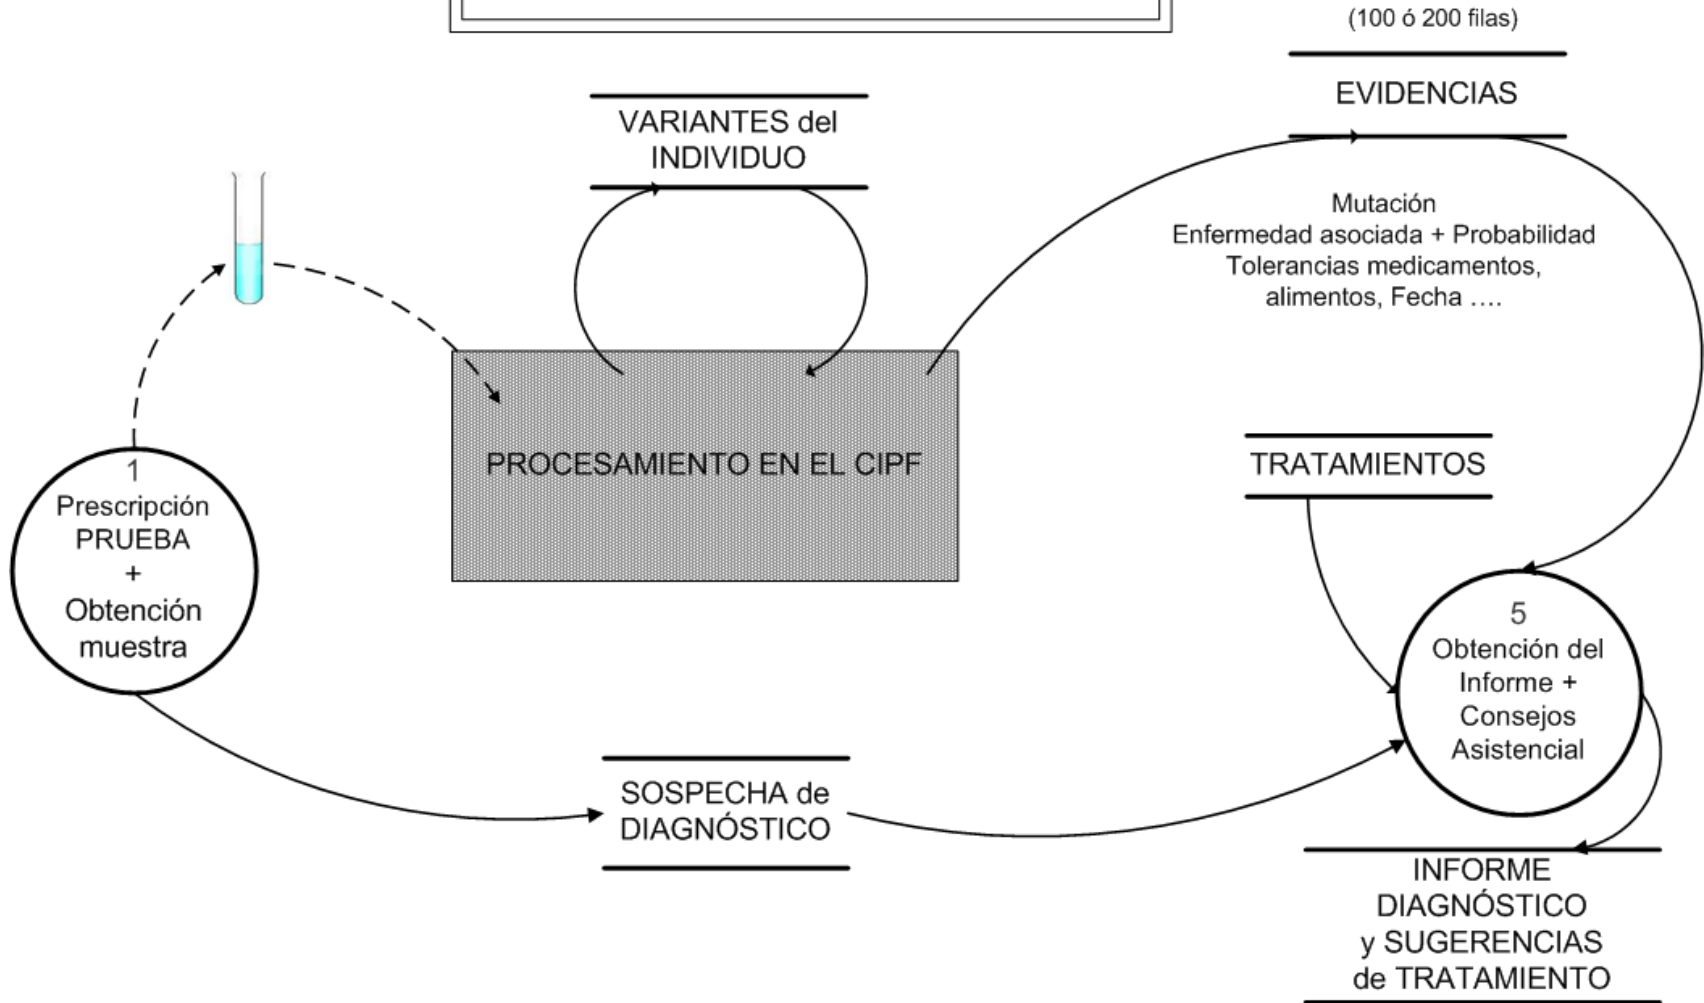 (100 ó 200 filas)
EVIDENCIAS
VARIANTES del
INDIVIDUO
Mutación
Enfermedad asociada + Probabilidad
Tolerancias medicamentos,
alimentos, Fecha ....
PROCESAMIENTO EN EL CIPF
TRATAMIENTOS
1
Prescripción
PRUEBA
+
Obtención
muestra
5
Obtención del
Informe +
Consejos
Asistencial
SOSPECHA de
DIAGNÓSTICO
INFORME
DIAGNÓSTICO
y SUGERENCIAS
de TRATAMIENTO